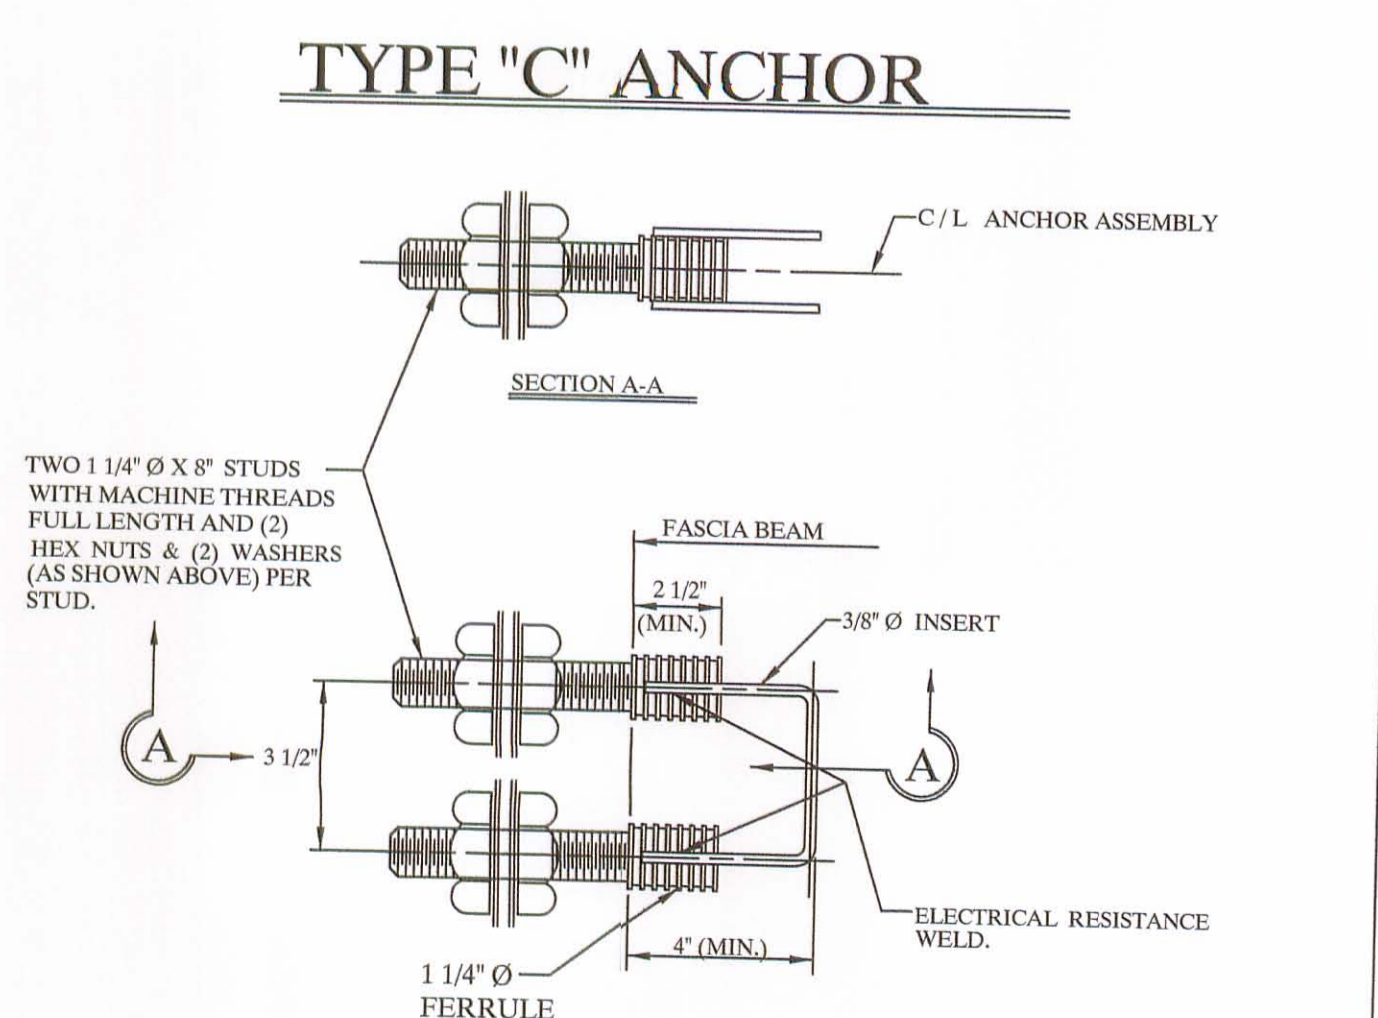 TYPE "C" ANCHOR
C/L ANCHOR ASSEMBLY
SECTION A-A
TWO 1 1/4" Ø X 8" STUDS
WITH MACHINE THREADS
FULL LENGTH AND (2)
HEX NUTS & (2) WASHERS
(AS SHOWN ABOVE) PER
STUD.
FASCIA BEAM
2 1/2"
(MIN.)
3/8" Ø INSERT
A
3 1/2"
A
ELECTRICAL RESISTANCE
WELD.
4" (MIN.)
1 1/4" Ø
FERRULE